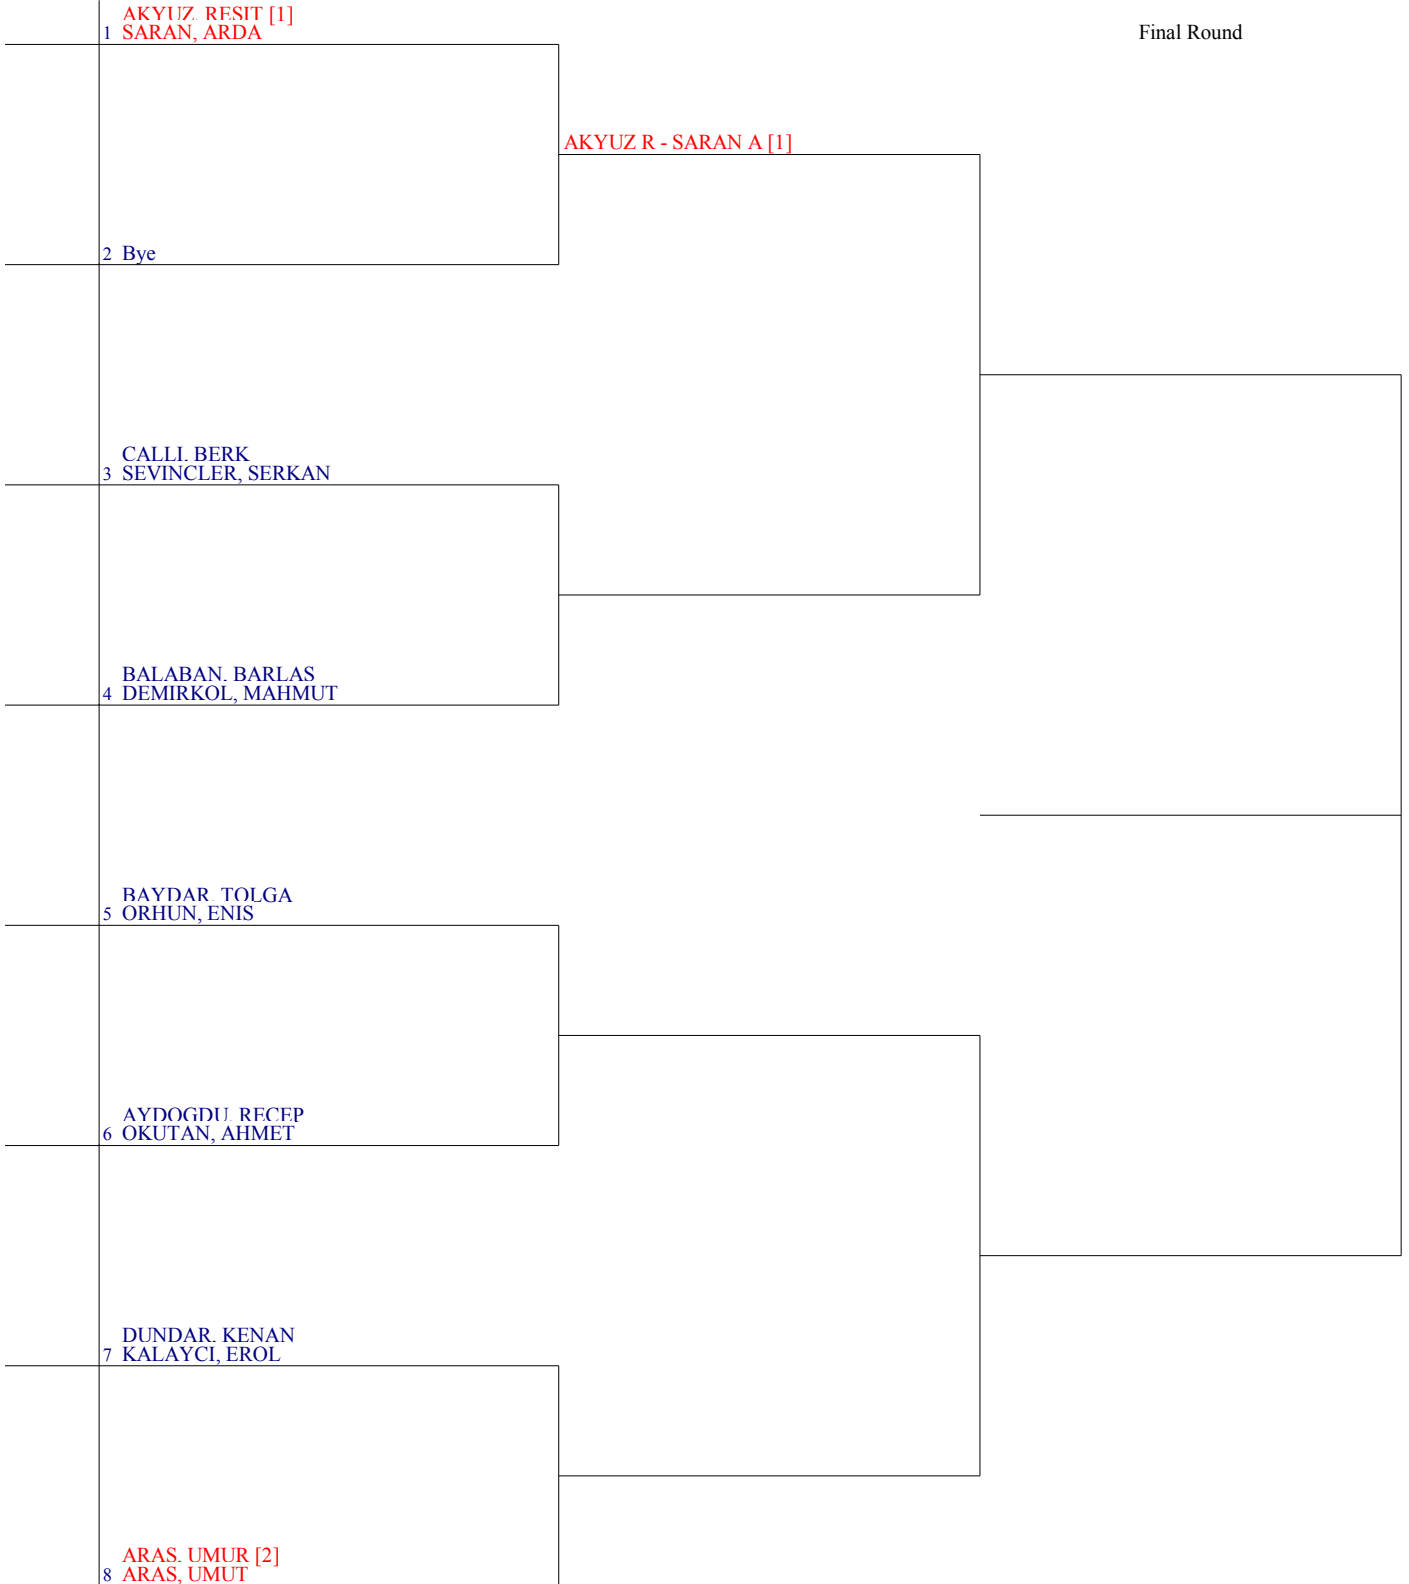 AKYUZ, RESIT [1]
1 SARAN, ARDA
Final Round
AKYUZ R - SARAN A [1]
2 Bye
CALLI, BERK
3 SEVINCLER, SERKAN
BALABAN, BARLAS
4 DEMIRKOL, MAHMUT
BAYDAR, TOLGA
5 ORHUN, ENIS
AYDOGDU, RECEP
6 OKUTAN, AHMET
DUNDAR, KENAN
7 KALAYCI, EROL
ARAS, UMUR [2]
8 ARAS, UMUT